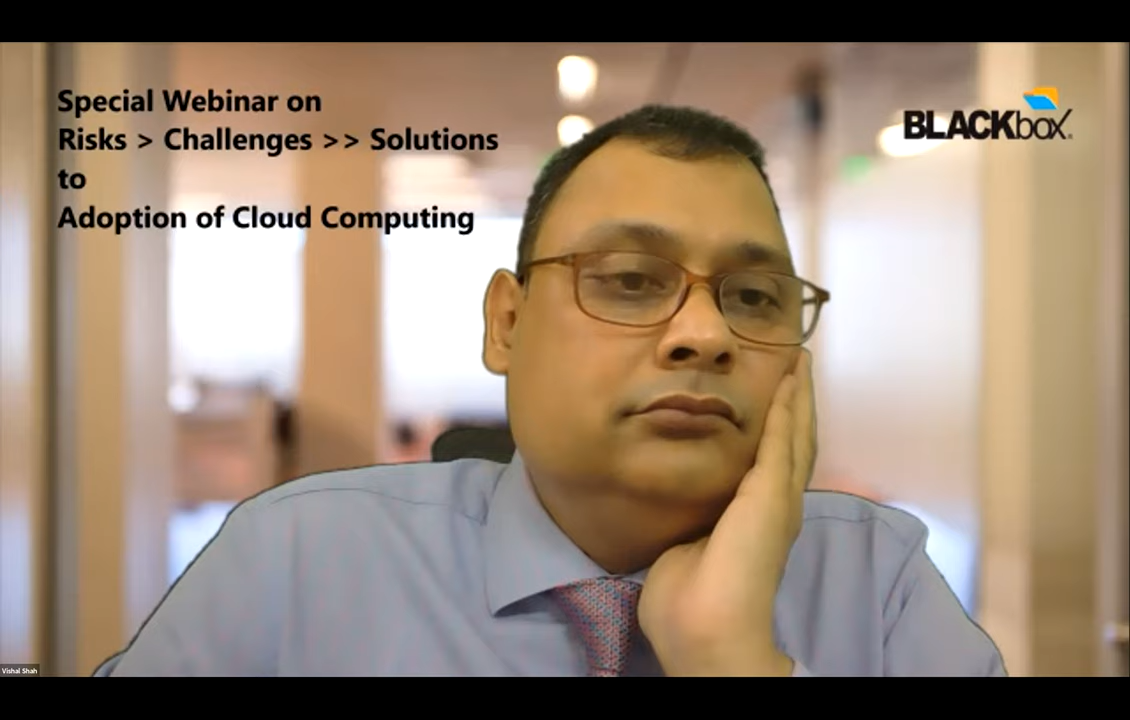 Special Webinar on
Risks > Challenges >> Solutions
to
Adoption of Cloud Computing
BLACKbox
Vishal Shah